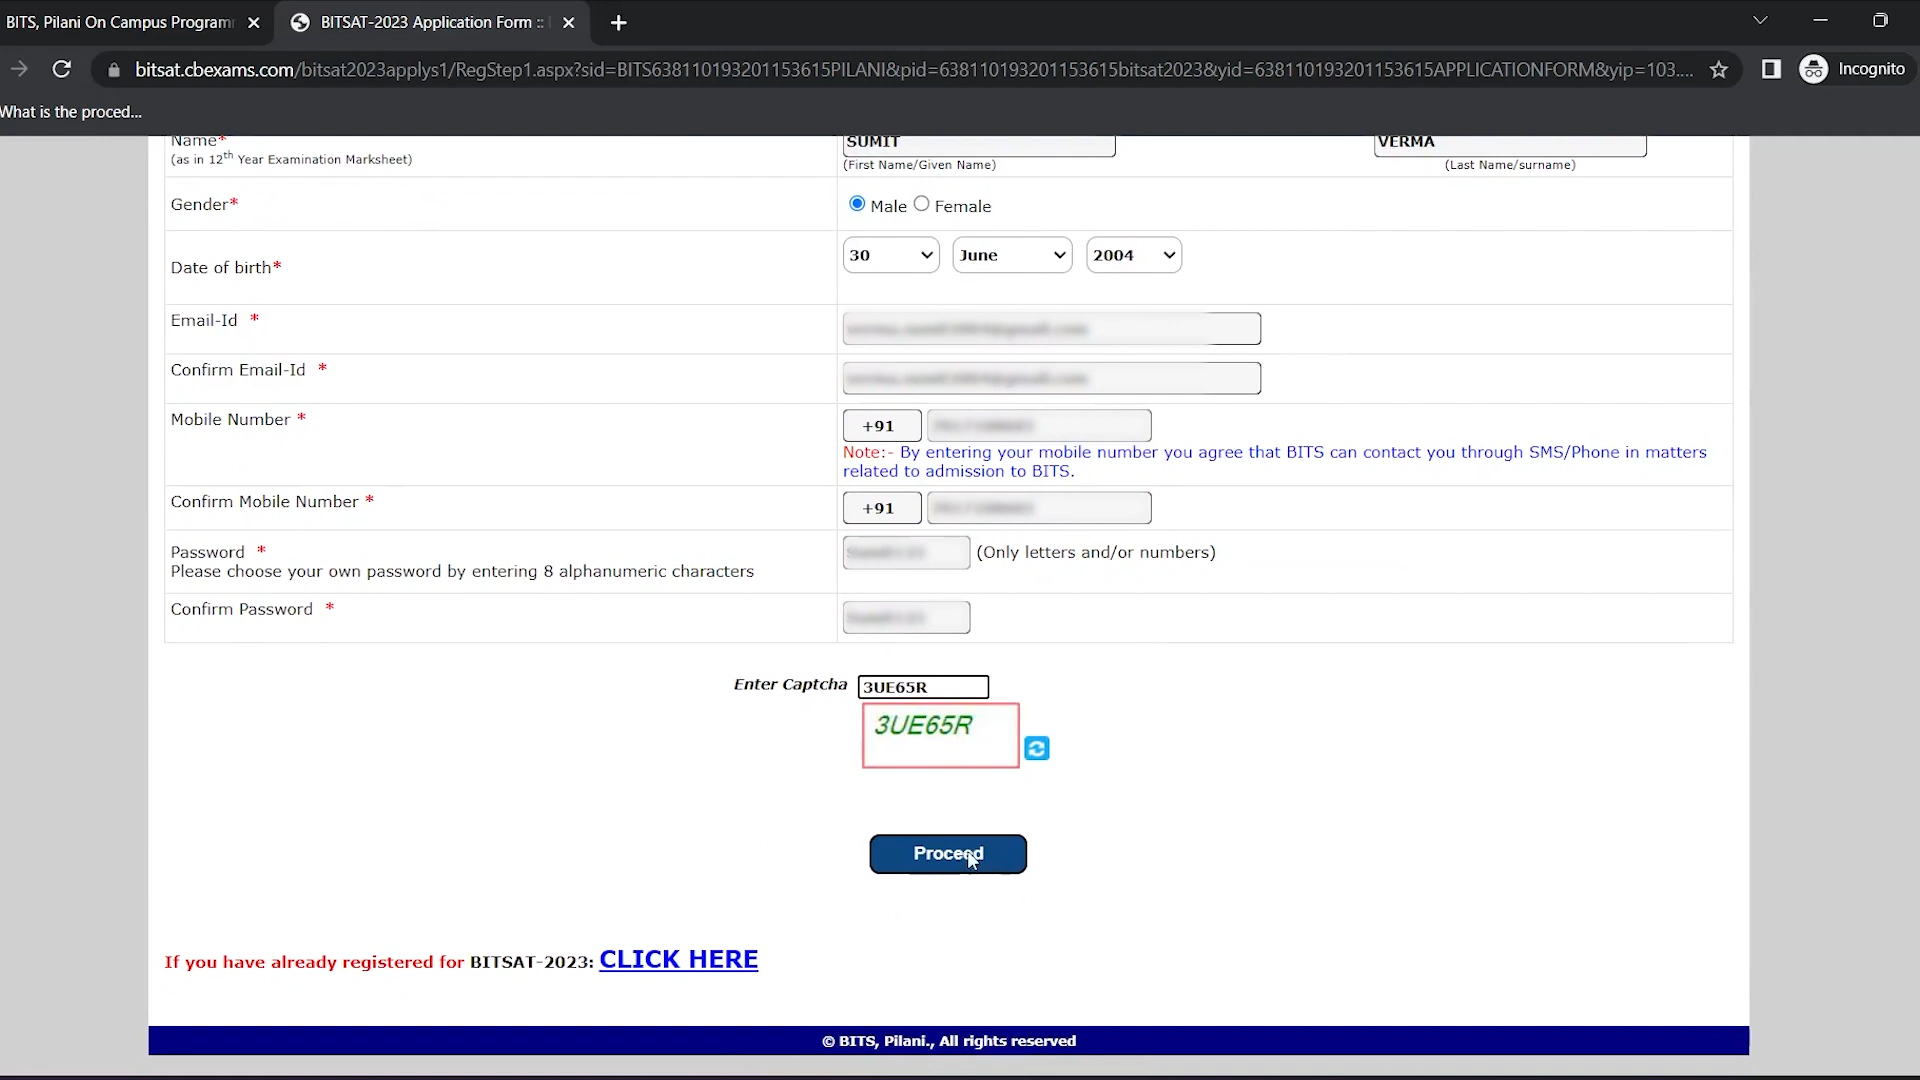 BITS, Pilani On Campus Programm
BITSAT-2023 Application Form ::
bitsat.cbexams.com/bitsat2023applys1/RegStep1.aspx?sid=BITS638110193201153615PILANI&pid=638110193201153615bitsat2023&yid=638110193201153615APPLICATIONFORM&yip=103....
Incognito
What is the proced...
Name* SUMIT VERMA
(as in 12th Year Examination Marksheet) (First Name/Given Name) (Last Name/surname)
Gender* Male Female
Date of birth* 30 June 2004
Email-Id *
Confirm Email-Id *
Mobile Number * +91
Note:- By entering your mobile number you agree that BITS can contact you through SMS/Phone in matters
related to admission to BITS.
Confirm Mobile Number * +91
Password * (Only letters and/or numbers)
Please choose your own password by entering 8 alphanumeric characters
Confirm Password *
Enter Captcha 3UE65R
3UE65R
Proceed
If you have already registered for BITSAT-2023: CLICK HERE
© BITS, Pilani., All rights reserved